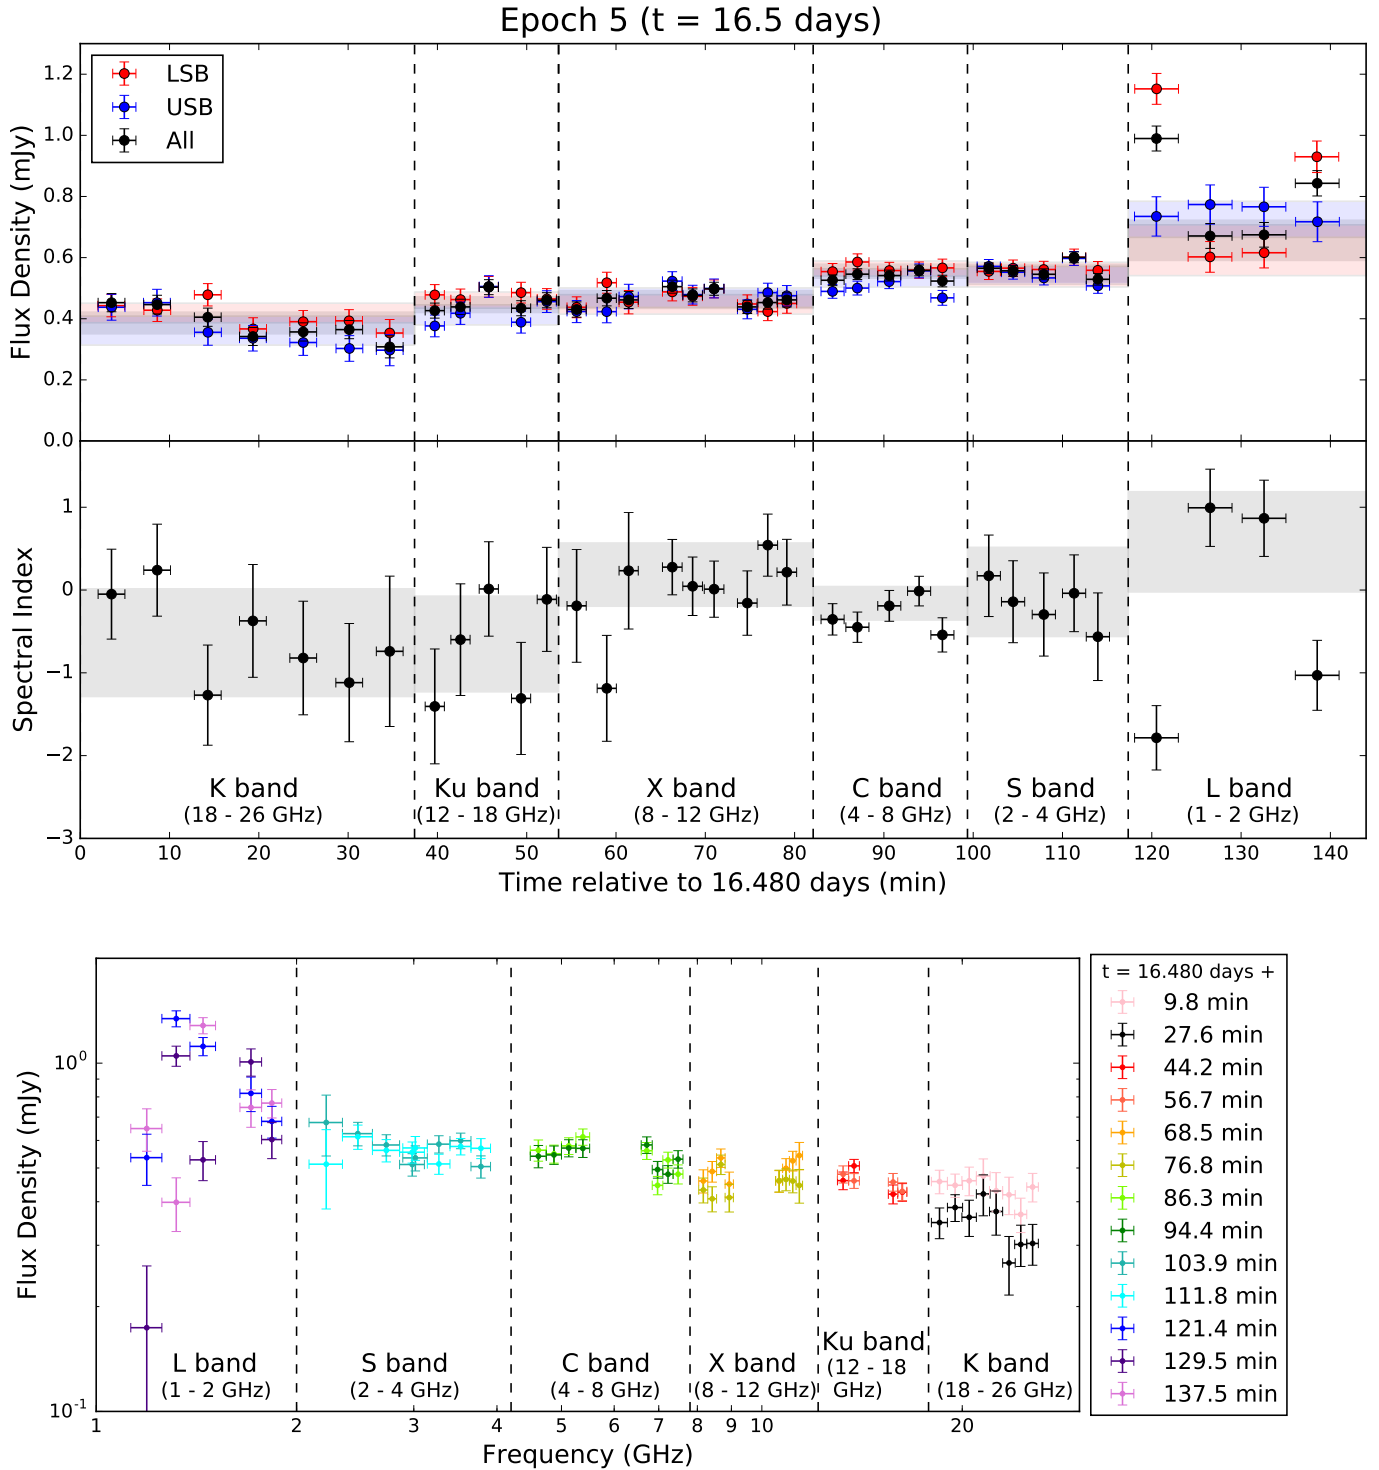 Epoch 5 (t = 16.5 days)
LSB
USB
All
Flux Density (mJy)
1.2
1.0
0.8
0.6
0.4
0.2
0.0
Spectral Index
1
0
−1
−2
−3
K band
(18 - 26 GHz)
Ku band
(12 - 18 GHz)
X band
(8 - 12 GHz)
C band
(4 - 8 GHz)
S band
(2 - 4 GHz)
L band
(1 - 2 GHz)
0 10 20 30 40 50 60 70 80 90 100 110 120 130 140
Time relative to 16.480 days (min)
Flux Density (mJy)
10⁰
10⁻¹
L band
(1 - 2 GHz)
S band
(2 - 4 GHz)
C band
(4 - 8 GHz)
X band
(8 - 12 GHz)
Ku band
(12 - 18
GHz)
K band
(18 - 26 GHz)
1 2 3 4 5 6 7 8 9 10 20
Frequency (GHz)
t = 16.480 days +
9.8 min
27.6 min
44.2 min
56.7 min
68.5 min
76.8 min
86.3 min
94.4 min
103.9 min
111.8 min
121.4 min
129.5 min
137.5 min